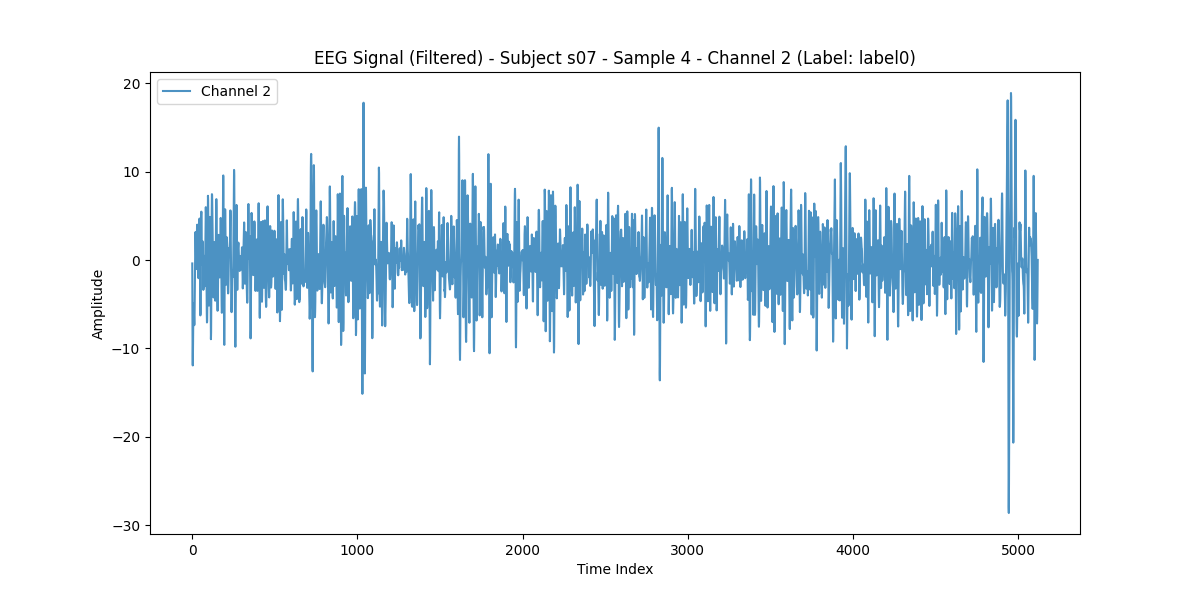 EEG Signal (Filtered) - Subject s07 - Sample 4 - Channel 2 (Label: label0)
Channel 2
20
10
0
−10
−20
−30
Amplitude
0 1000 2000 3000 4000 5000
Time Index